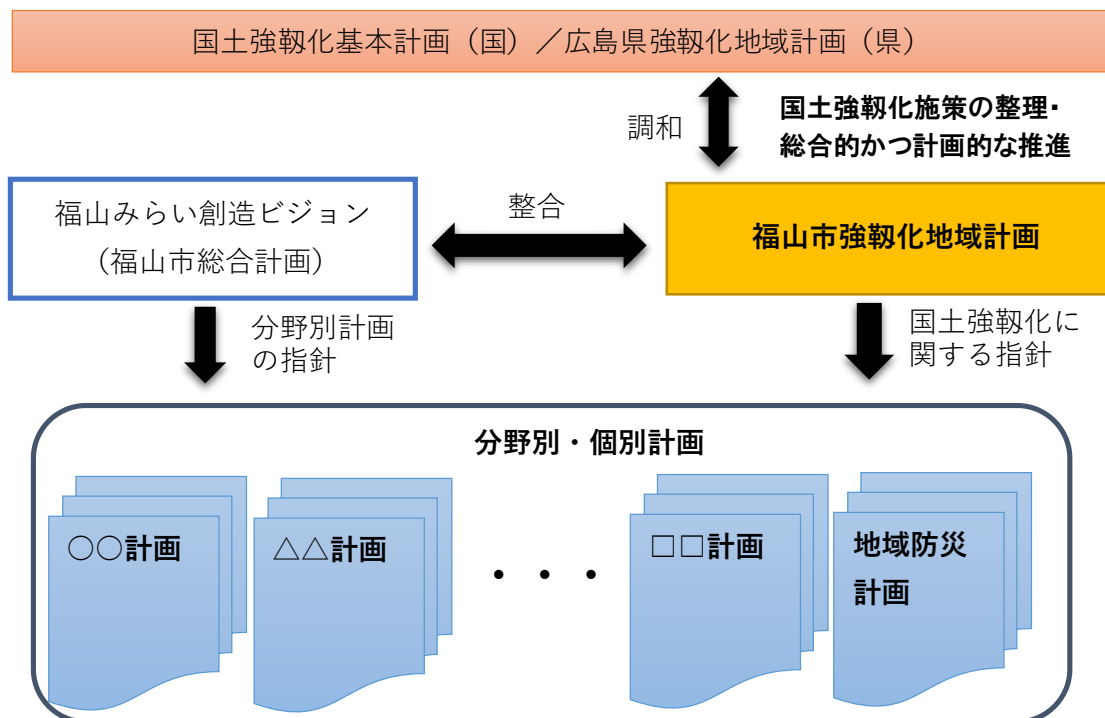 国土強靱化基本計画（国）／広島県強靱化地域計画（県）
調和
国土強靱化施策の整理・
総合的かつ計画的な推進
福山みらい創造ビジョン
（福山市総合計画）
整合
福山市強靱化地域計画
分野別計画
の指針
国土強靱化に
関する指針
分野別・個別計画
○○計画
△△計画
・・・
□□計画
地域防災
計画